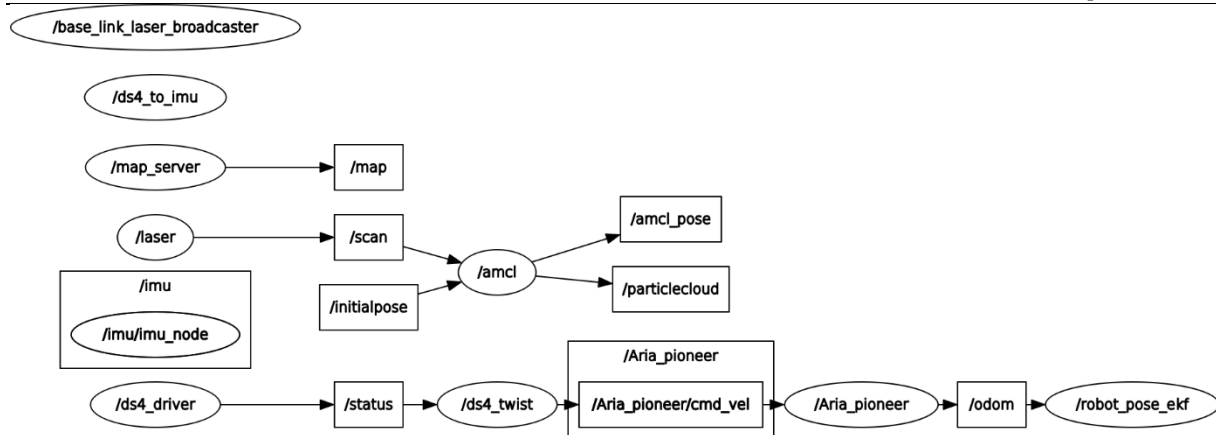 /base_link_laser_broadcaster
/ds4_to_imu
/map_server
/map
/laser
/scan
/amcl_pose
/amcl
/particlecloud
/initialpose
/imu
/imu/imu_node
/Aria_pioneer
/ds4_driver
/status
/ds4_twist
/Aria_pioneer/cmd_vel
/Aria_pioneer
/odom
/robot_pose_ekf